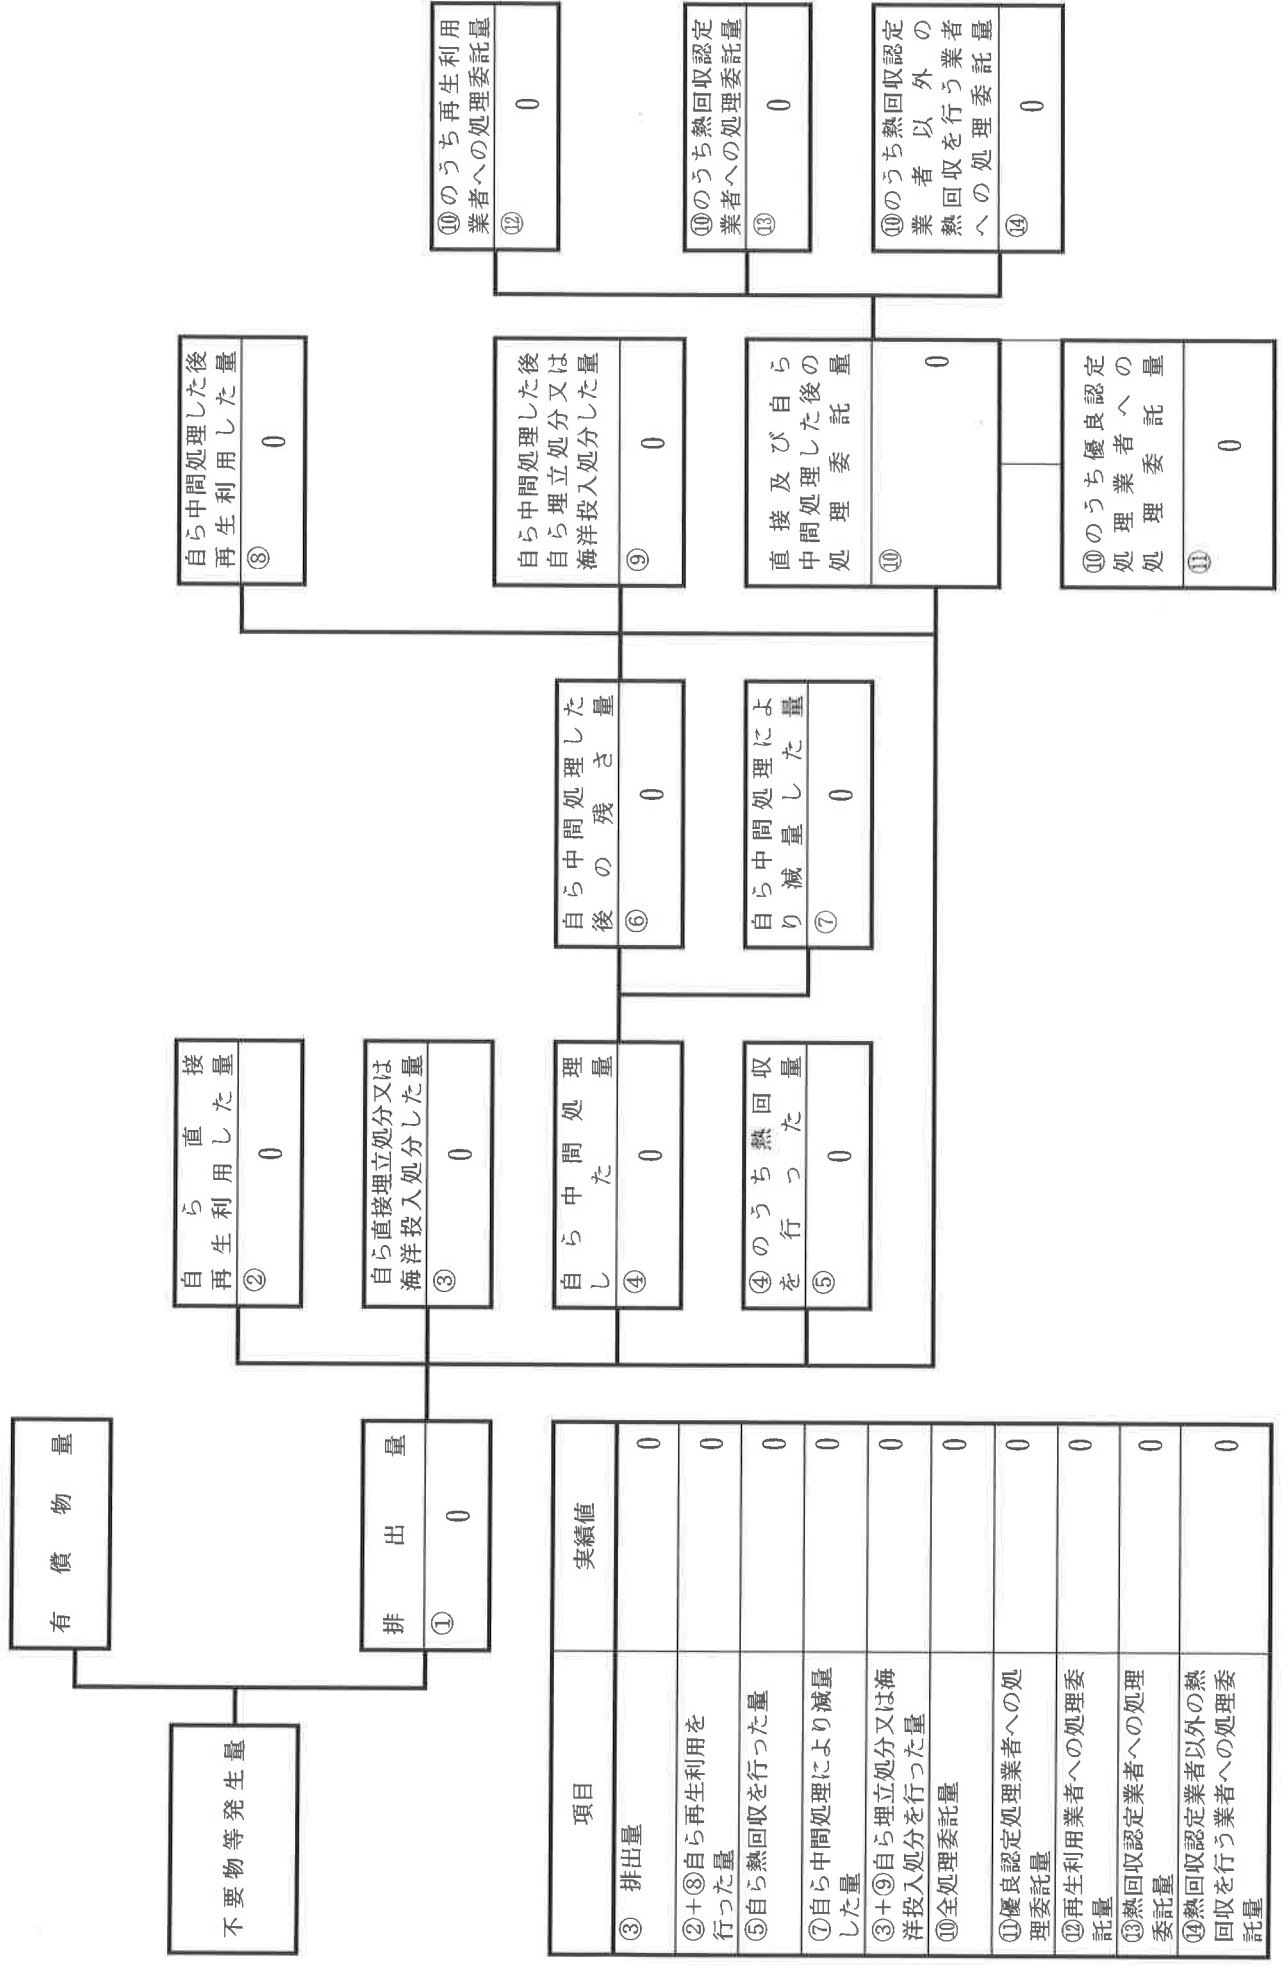 不要物等発生量
有償物量
排出量
①
0
自ら直接
再生利用した量
②
0
自ら直接埋立処分又は
海洋投入処分した量
③
0
自ら中間処理
した量
④
0
④のうち熱回収
を行った量
⑤
0
自ら中間処理した
後の残さ量
⑥
0
自ら中間処理によ
り減量した量
⑦
0
自ら中間処理した後
再生利用した量
⑧
0
自ら中間処理した後
自ら埋立処分又は
海洋投入処分した量
⑨
0
直接及び自ら
中間処理した後の
処理委託量
⑩
0
⑩のうち優良認定
処理業者への
処理委託量
⑪
0
⑩のうち再生利用
業者への処理委託量
⑫
0
⑩のうち熱回収認定
業者への処理委託量
⑬
0
⑩のうち熱回収認定
業者以外の
熱回収を行う業者
への処理委託量
⑭
0
項目 実績値
③ 排出量 0
②+⑧自ら再生利用を
行った量 0
⑤自ら熱回収を行った量 0
⑦自ら中間処理により減量
した量 0
③+⑨自ら埋立処分又は海
洋投入処分を行った量 0
⑩全処理委託量 0
⑪優良認定処理業者への処
理委託量 0
⑫再生利用業者への処理委
託量 0
⑬熱回収認定業者への処理
委託量 0
⑭熱回収認定業者以外の熱
回収を行う業者への処理委
託量 0